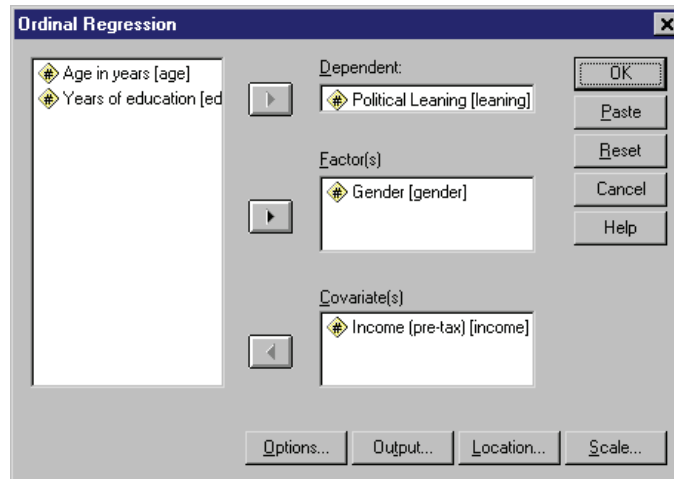 Ordinal Regression
Age in years [age]
Years of education [ed
Dependent:
Political Leaning [leaning]
Factor(s)
Gender [gender]
Covariate(s)
Income (pre-tax) [income]
OK
Paste
Reset
Cancel
Help
Options...
Output...
Location...
Scale...